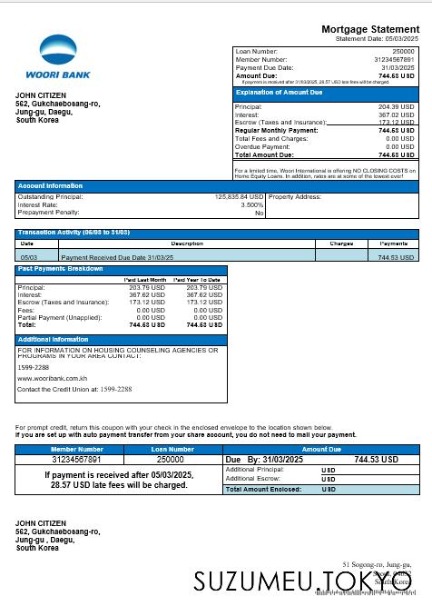 Mortgage Statement
Statement Date: 05/03/2025
WOORI BANK
Loan Number: 250000
Member Number: 31234567891
Payment Due Date: 31/03/2025
Amount Due: 744.53 USD
If payment is received after 31/03/2025, 28.57 USD late fees will be charged
JOHN CITIZEN
562, Gukchaebosang-ro,
Jung-gu, Daegu,
South Korea
Explanation of Amount Due
Principal: 204.39 USD
Interest: 367.02 USD
Escrow (Taxes and Insurance): 173.12 USD
Regular Monthly Payment: 744.53 USD
Total Fees: 0.00 USD
Overdue Payment: 0.00 USD
Total Amount Due: 744.53 USD
For a limited time, Woori International is offering NO CLOSING COSTS on
Home Equity Loans. In addition, rates are at some of the lowest ever!
Account Information
Outstanding Principal: 125,835.84 USD Property Address:
Interest Rate: 3.500%
Prepayment Penalty: No
Transaction Activity
Date Description Charges Payments
05/03 Payment Received Due Date 31/03/25 744.53 USD
Past Payments Breakdown
Paid Last Month Paid Year To Date
Principal: 203.79 USD 203.79 USD
Interest: 367.62 USD 367.62 USD
Escrow (Taxes and Insurance): 173.12 USD 173.12 USD
Fees: 0.00 USD 0.00 USD
Partial Payment (Unapplied): 0.00 USD 0.00 USD
Total: 744.53 USD 744.53 USD
Additional Information
FOR INFORMATION ON HOUSING COUNSELING AGENCIES OR
PROGRAMS IN YOUR AREA CONTACT:
1599-2288
www.wooribank.com.kh
Contact the Credit Union at: 1599-2288
For prompt credit, return this coupon with your check in the enclosed envelope to the location shown below.
If you are set up with auto payment transfer from your share account, you do not need to mail your payment.
Member Number Loan Number Amount Due
31234567891 250000 Due By: 31/03/2025 744.53 USD
If payment is received after 05/03/2025,
28.57 USD late fees will be charged.
Additional Principal: USD
Additional Escrow: USD
Total Amount Enclosed: USD
JOHN CITIZEN
562, Gukchaebosang-ro,
Jung-gu , Daegu,
South Korea
51 Sogong-ro, Jung-gu,
South Korea
SUZUMEU.TOKYO